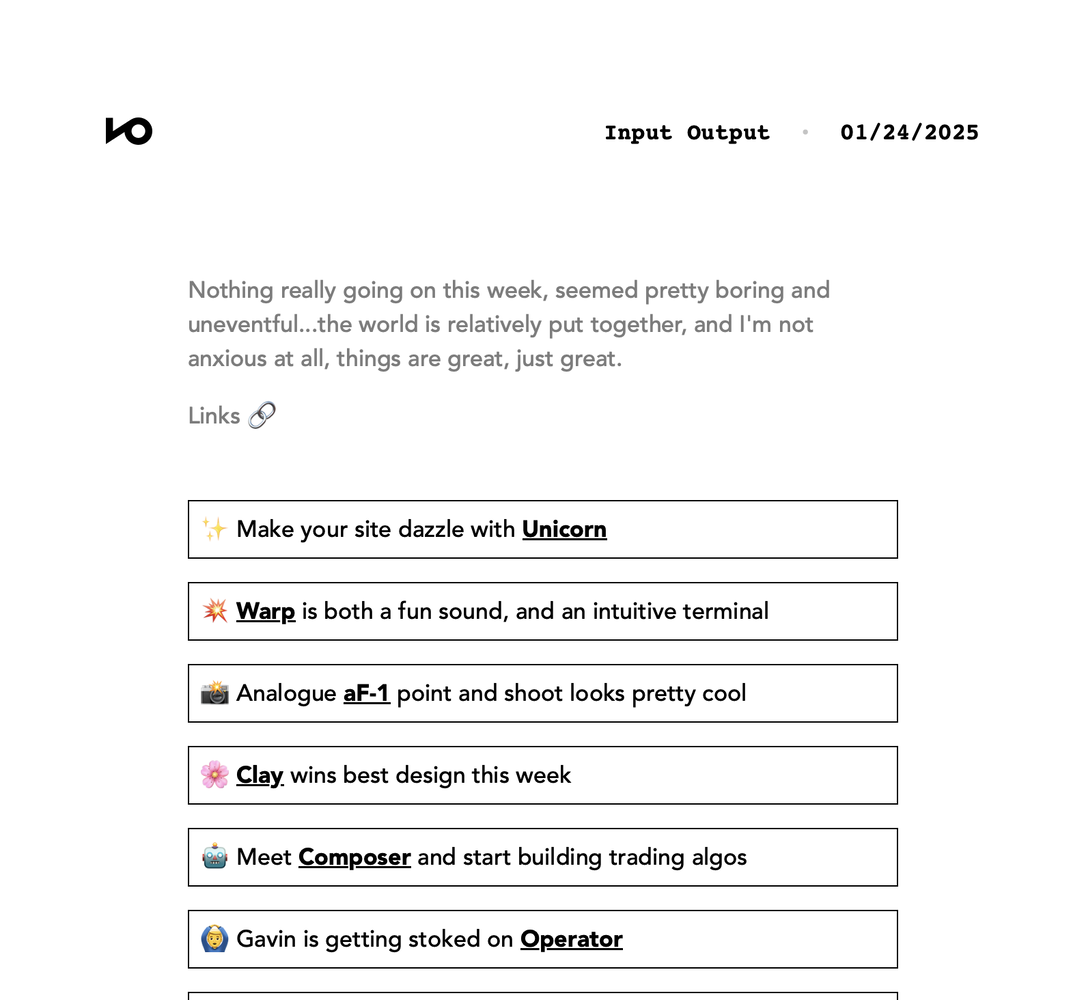 IO
Input Output • 01/24/2025
Nothing really going on this week, seemed pretty boring and
uneventful...the world is relatively put together, and I'm not
anxious at all, things are great, just great.
Links 🔗
✨ Make your site dazzle with Unicorn
💥 Warp is both a fun sound, and an intuitive terminal
📸 Analogue aF-1 point and shoot looks pretty cool
🌸 Clay wins best design this week
🤖 Meet Composer and start building trading algos
🙆‍♂️ Gavin is getting stoked on Operator